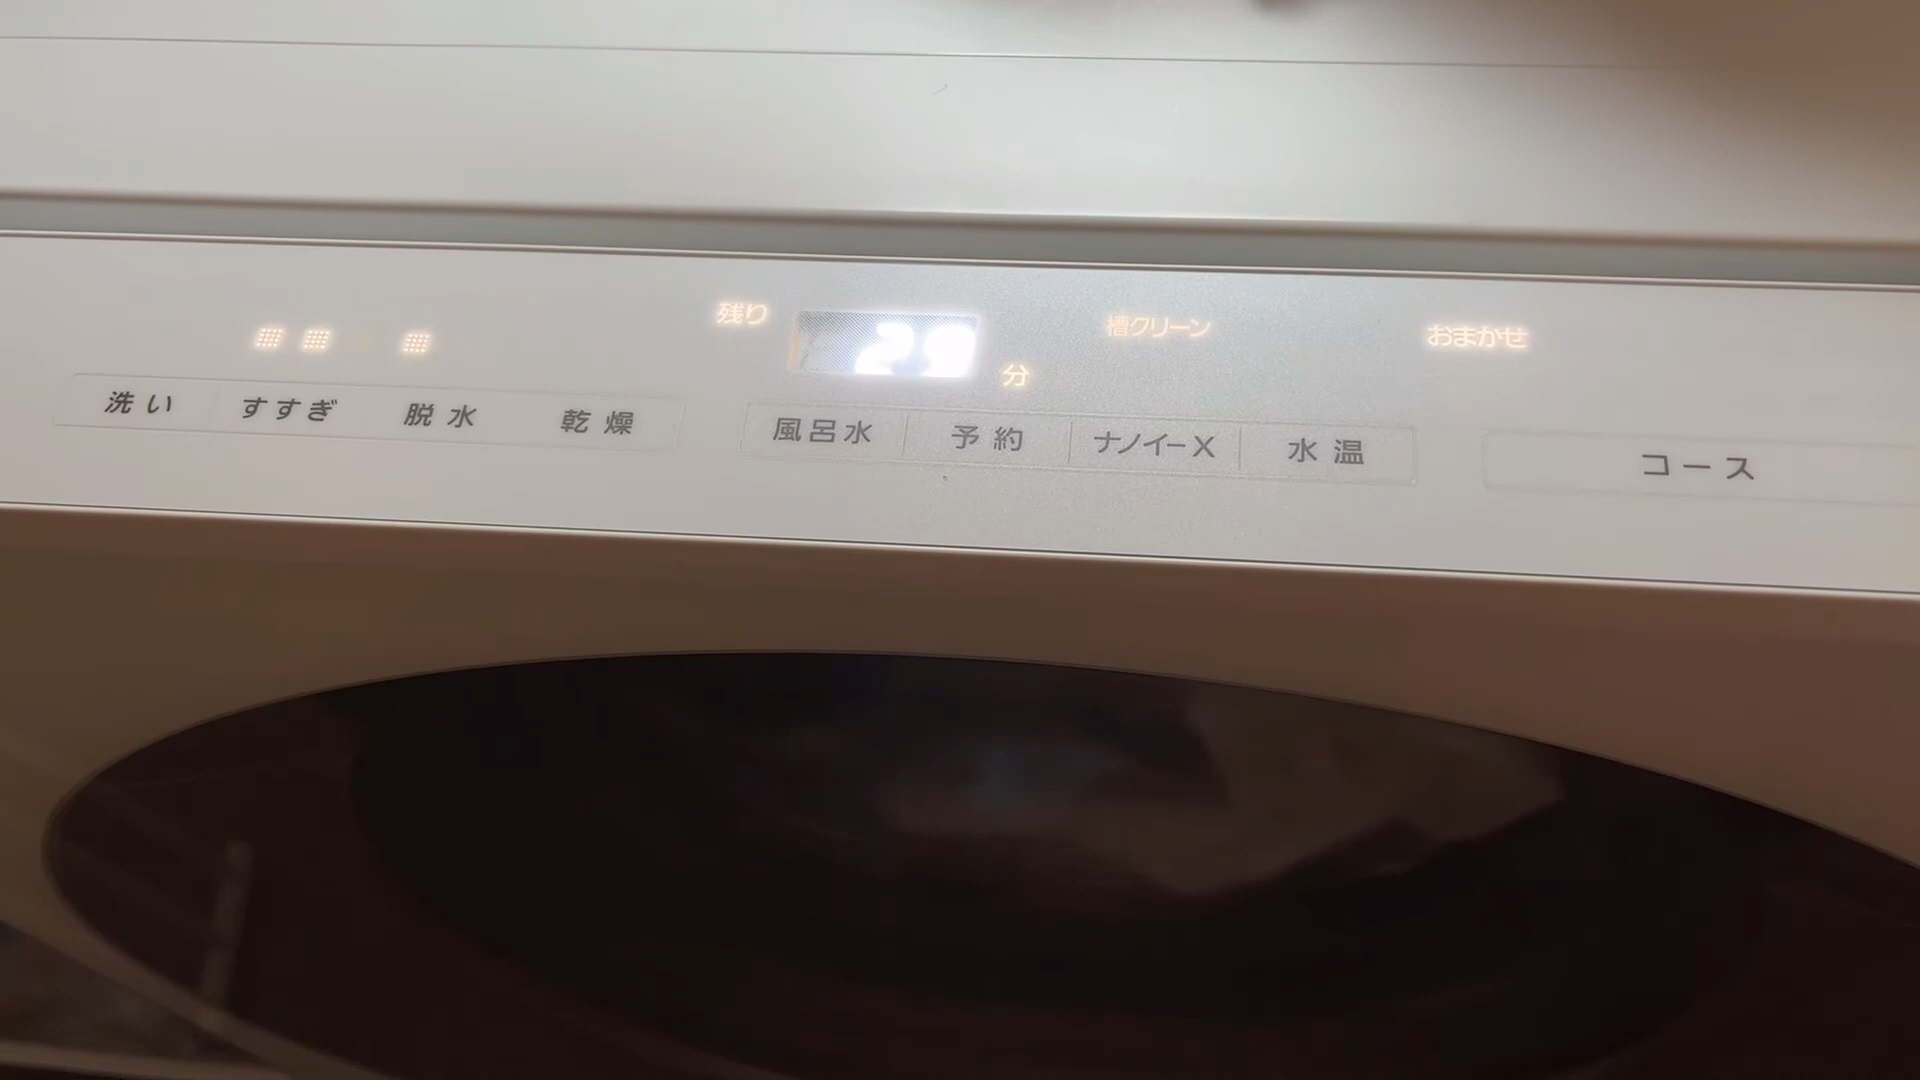 残り 29 分 槽クリーン おまかせ
洗い すすぎ 脱水 乾燥 風呂水 予約 ナノイーX 水温 コース